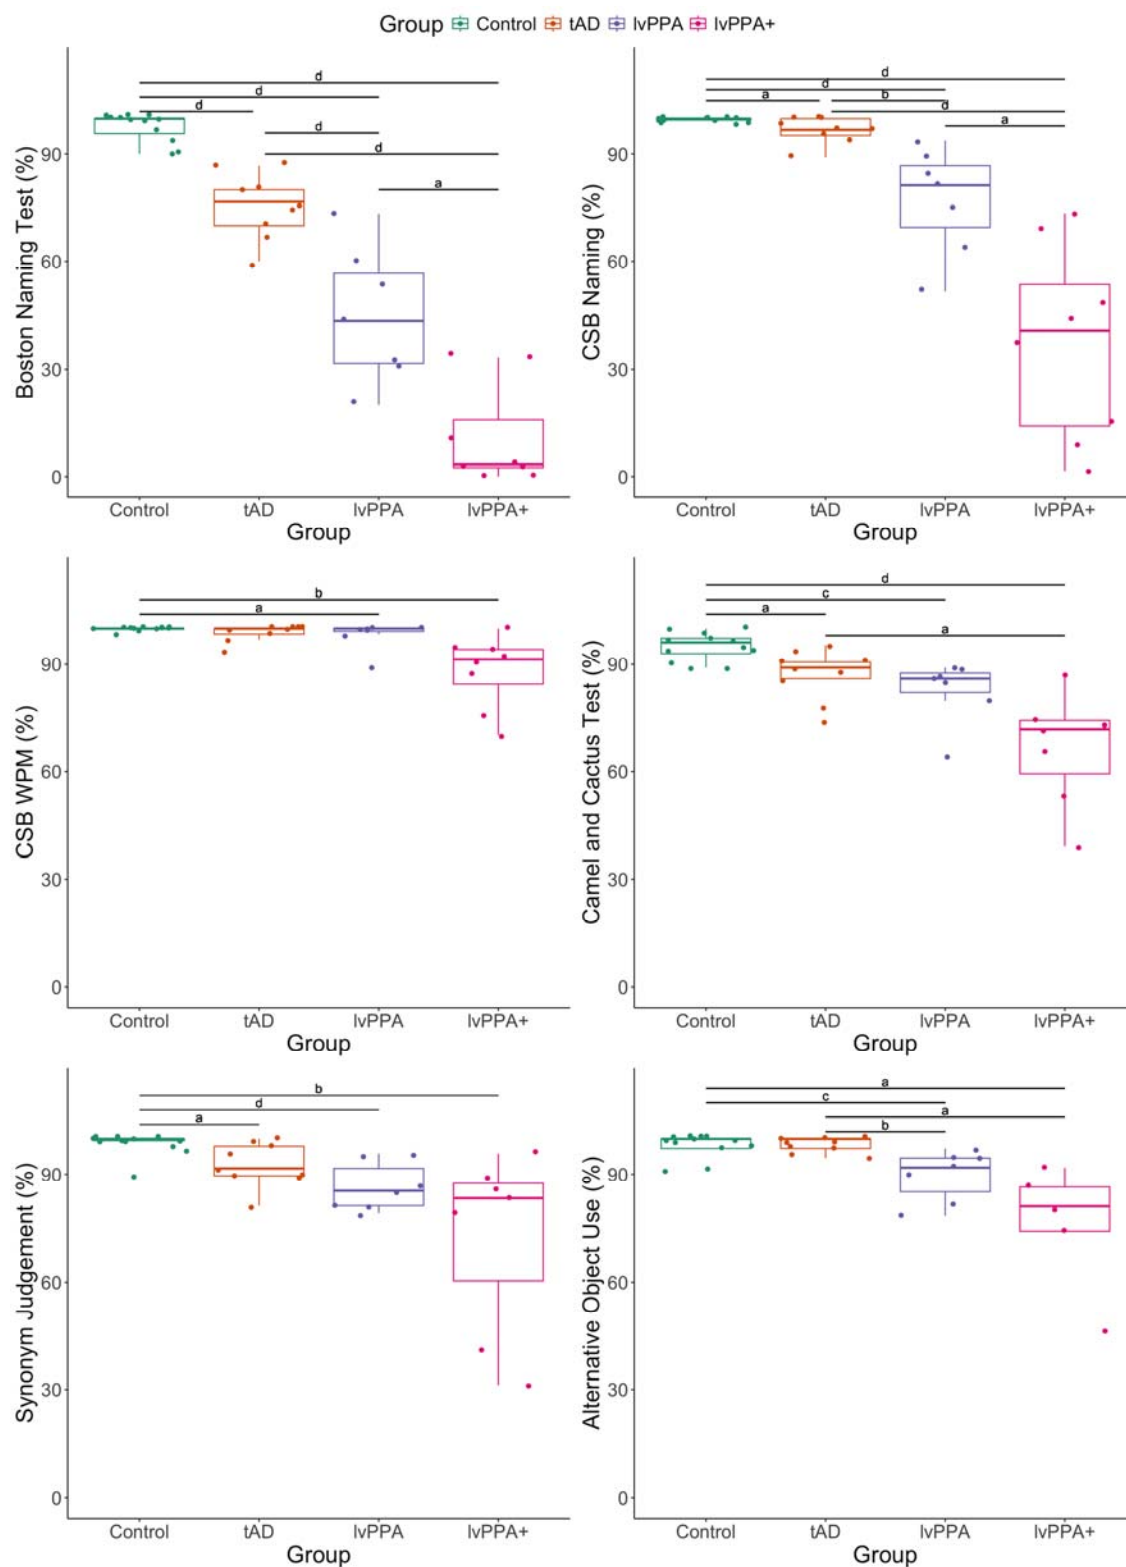 Group Control tAD lvPPA lvPPA+
Boston Naming Test (%)
90
60
30
0
d
d
d
d
d
a
Control tAD lvPPA lvPPA+
Group
CSB Naming (%)
90
60
30
0
d
d
a b
d
a
Control tAD lvPPA lvPPA+
Group
CSB WPM (%)
90
60
30
0
b
a
Control tAD lvPPA lvPPA+
Group
Camel and Cactus Test (%)
90
60
30
0
d
c
a
a
Control tAD lvPPA lvPPA+
Group
Synonym Judgement (%)
90
60
30
0
b
d
a
Control tAD lvPPA lvPPA+
Group
Alternative Object Use (%)
90
60
30
0
a
c
a
b
Control tAD lvPPA lvPPA+
Group